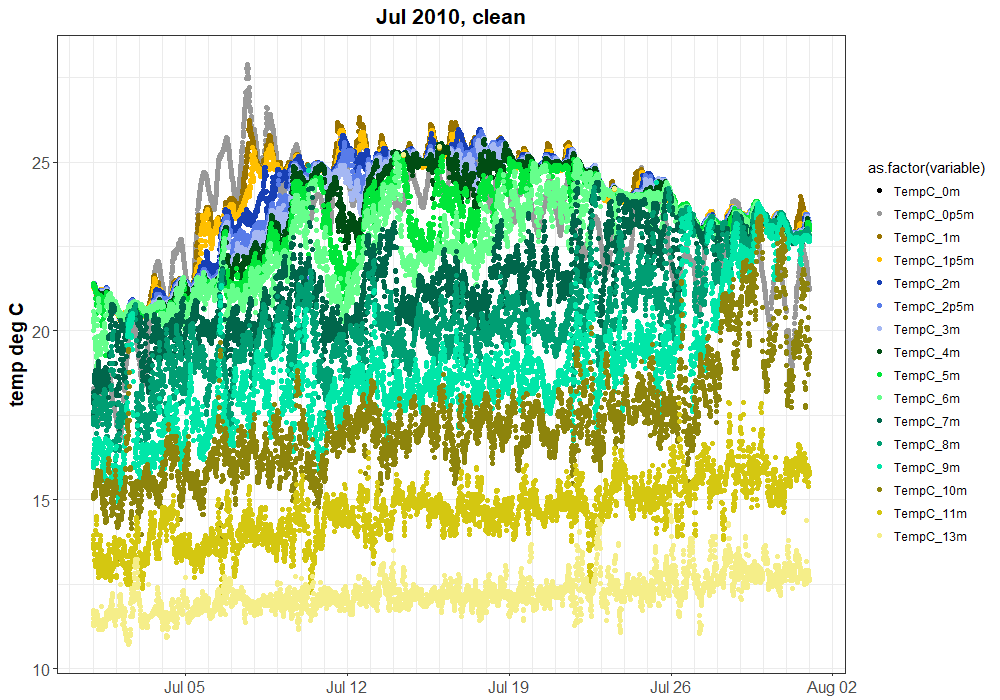 Jul 2010, clean
temp deg C
25
20
15
10
Jul 05
Jul 12
Jul 19
Jul 26
Aug 02
as.factor(variable)
TempC_0m
TempC_0p5m
TempC_1m
TempC_1p5m
TempC_2m
TempC_2p5m
TempC_3m
TempC_4m
TempC_5m
TempC_6m
TempC_7m
TempC_8m
TempC_9m
TempC_10m
TempC_11m
TempC_13m